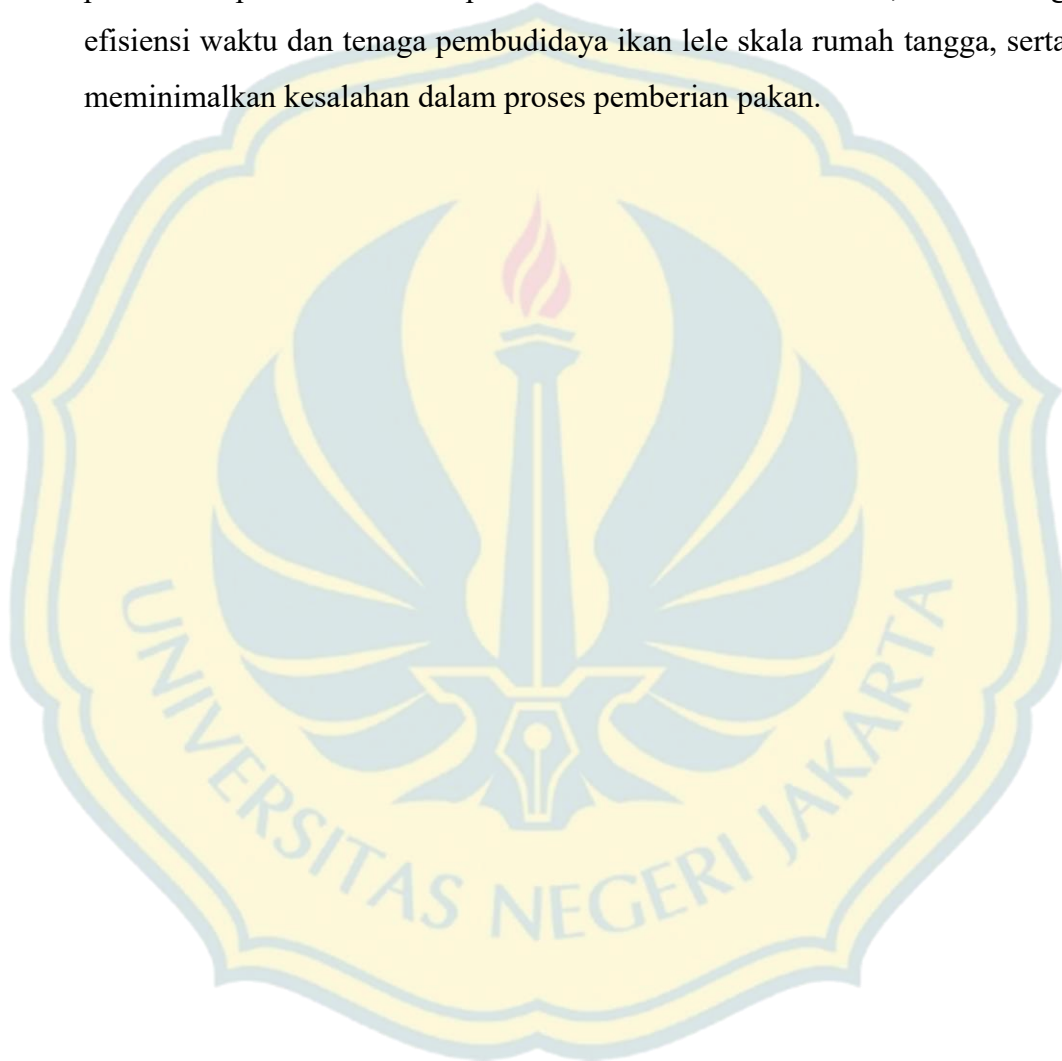 efisiensi waktu dan tenaga pembudidaya ikan lele skala rumah tangga, serta
meminimalkan kesalahan dalam proses pemberian pakan.
UNIVERSITAS NEGERI JAKARTA